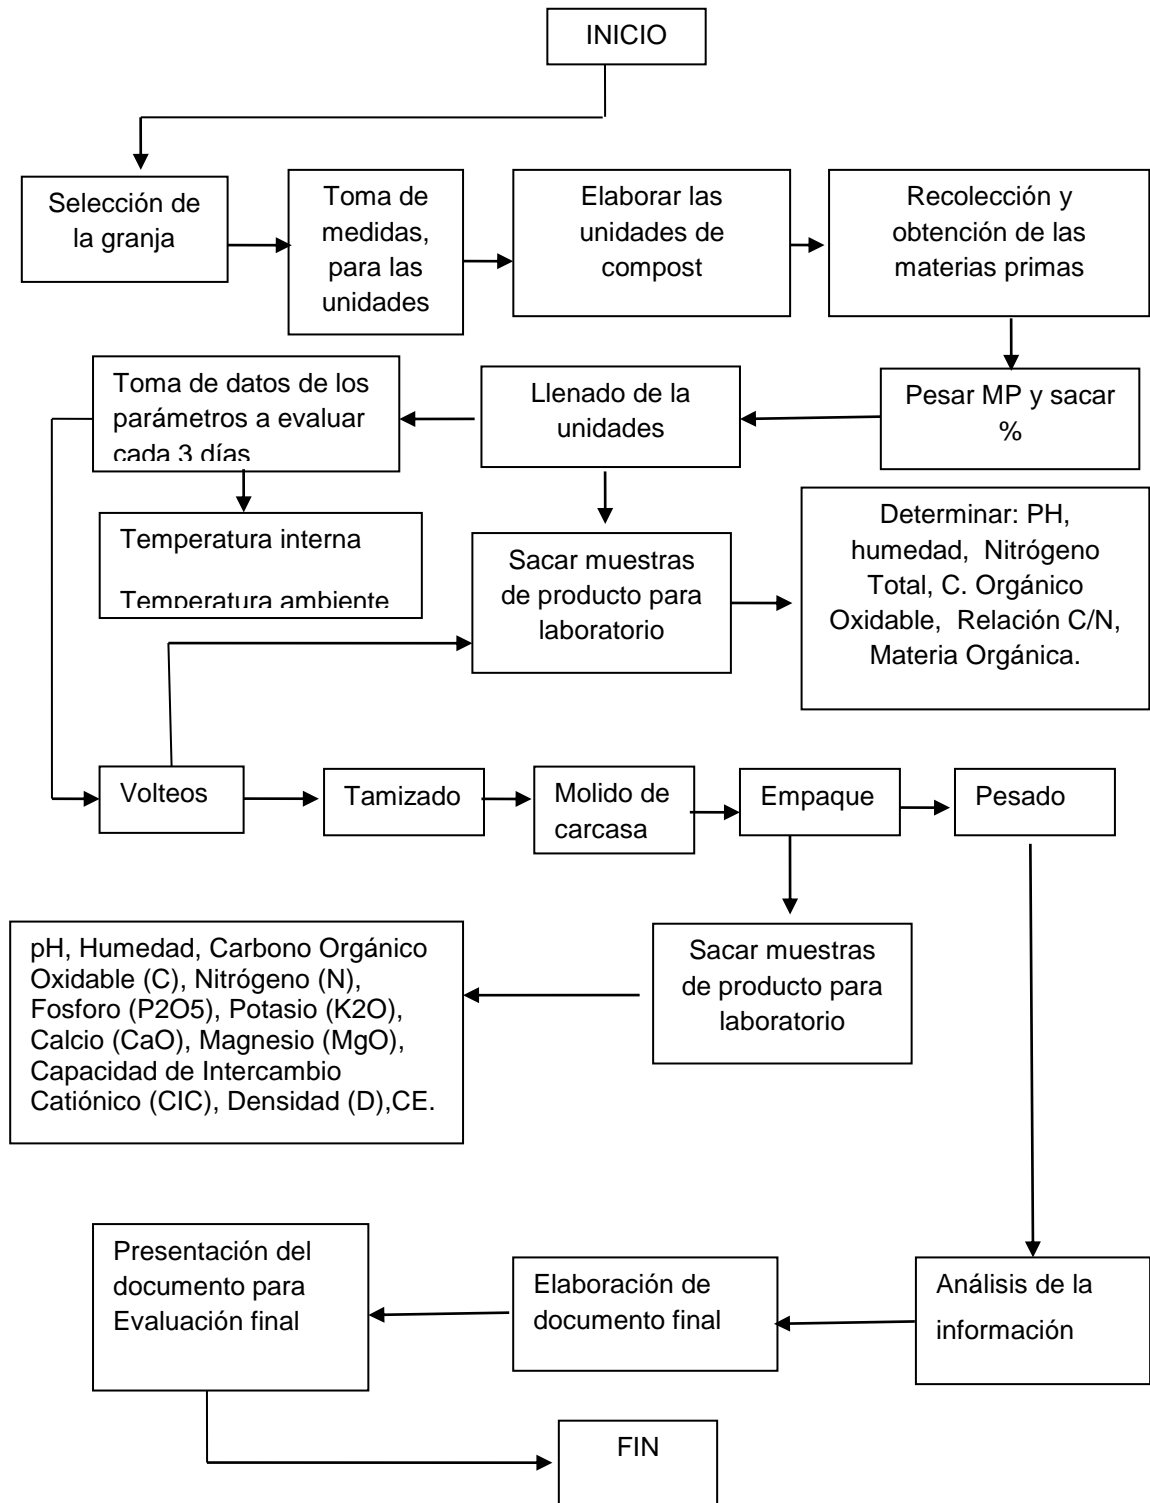 INICIO
Selección de
la granja
Toma de
medidas,
para las
unidades
Elaborar las
unidades de
compost
Recolección y
obtención de las
materias primas
Toma de datos de los
parámetros a evaluar
cada 3 días
Llenado de la
unidades
Pesar MP y sacar
%
Temperatura interna
Temperatura ambiente
Sacar muestras
de producto para
laboratorio
Determinar: PH,
humedad, Nitrógeno
Total, C. Orgánico
Oxidable, Relación C/N,
Materia Orgánica.
Volteos
Tamizado
Molido de
carcasa
Empaque
Pesado
pH, Humedad, Carbono Orgánico
Oxidable (C), Nitrógeno (N),
Fosforo (P2O5), Potasio (K2O),
Calcio (CaO), Magnesio (MgO),
Capacidad de Intercambio
Catiónico (CIC), Densidad (D),CE.
Sacar muestras
de producto para
laboratorio
Presentación del
documento para
Evaluación final
Elaboración de
documento final
Análisis de la
información
FIN